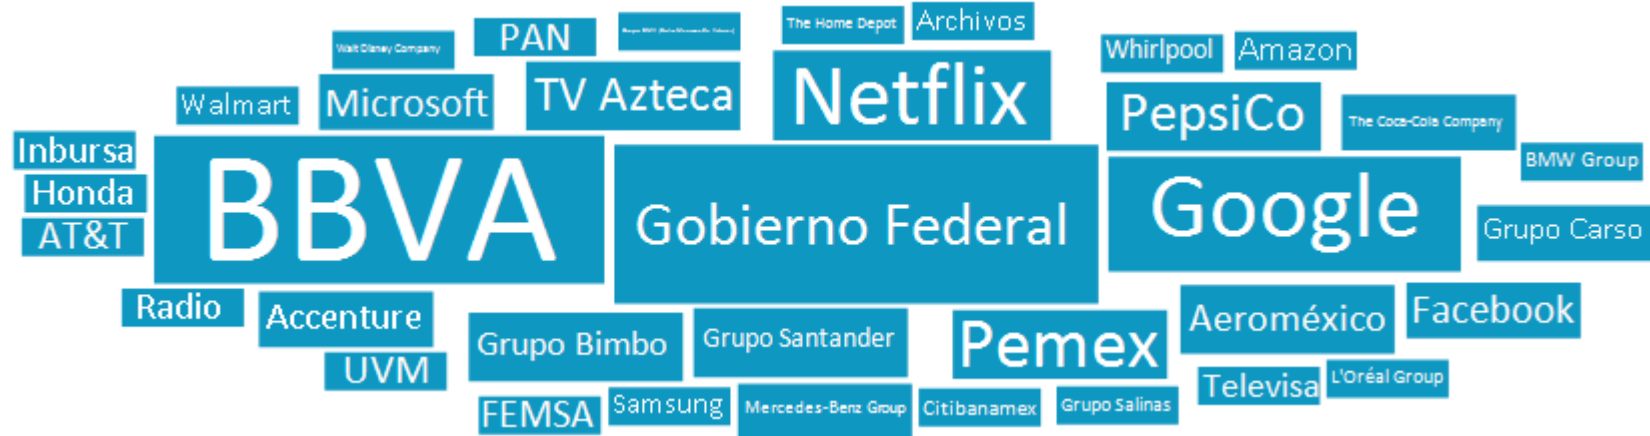 The Home Depot
Archivos
PAN
Walt Disney Company
Whirlpool
Amazon
Netflix
TV Azteca
Microsoft
Walmart
PepsiCo
The Coca-Cola Company
Inbursa
BBVA
Gobierno Federal
Google
BMW Group
Honda
AT&T
Grupo Carso
Radio
Accenture
Grupo Bimbo
Grupo Santander
Pemex
Aeroméxico
Facebook
UVM
FEMSA
Samsung
Mercedes-Benz Group
Citibanamex
Grupo Salinas
Televisa
L'Oréal Group